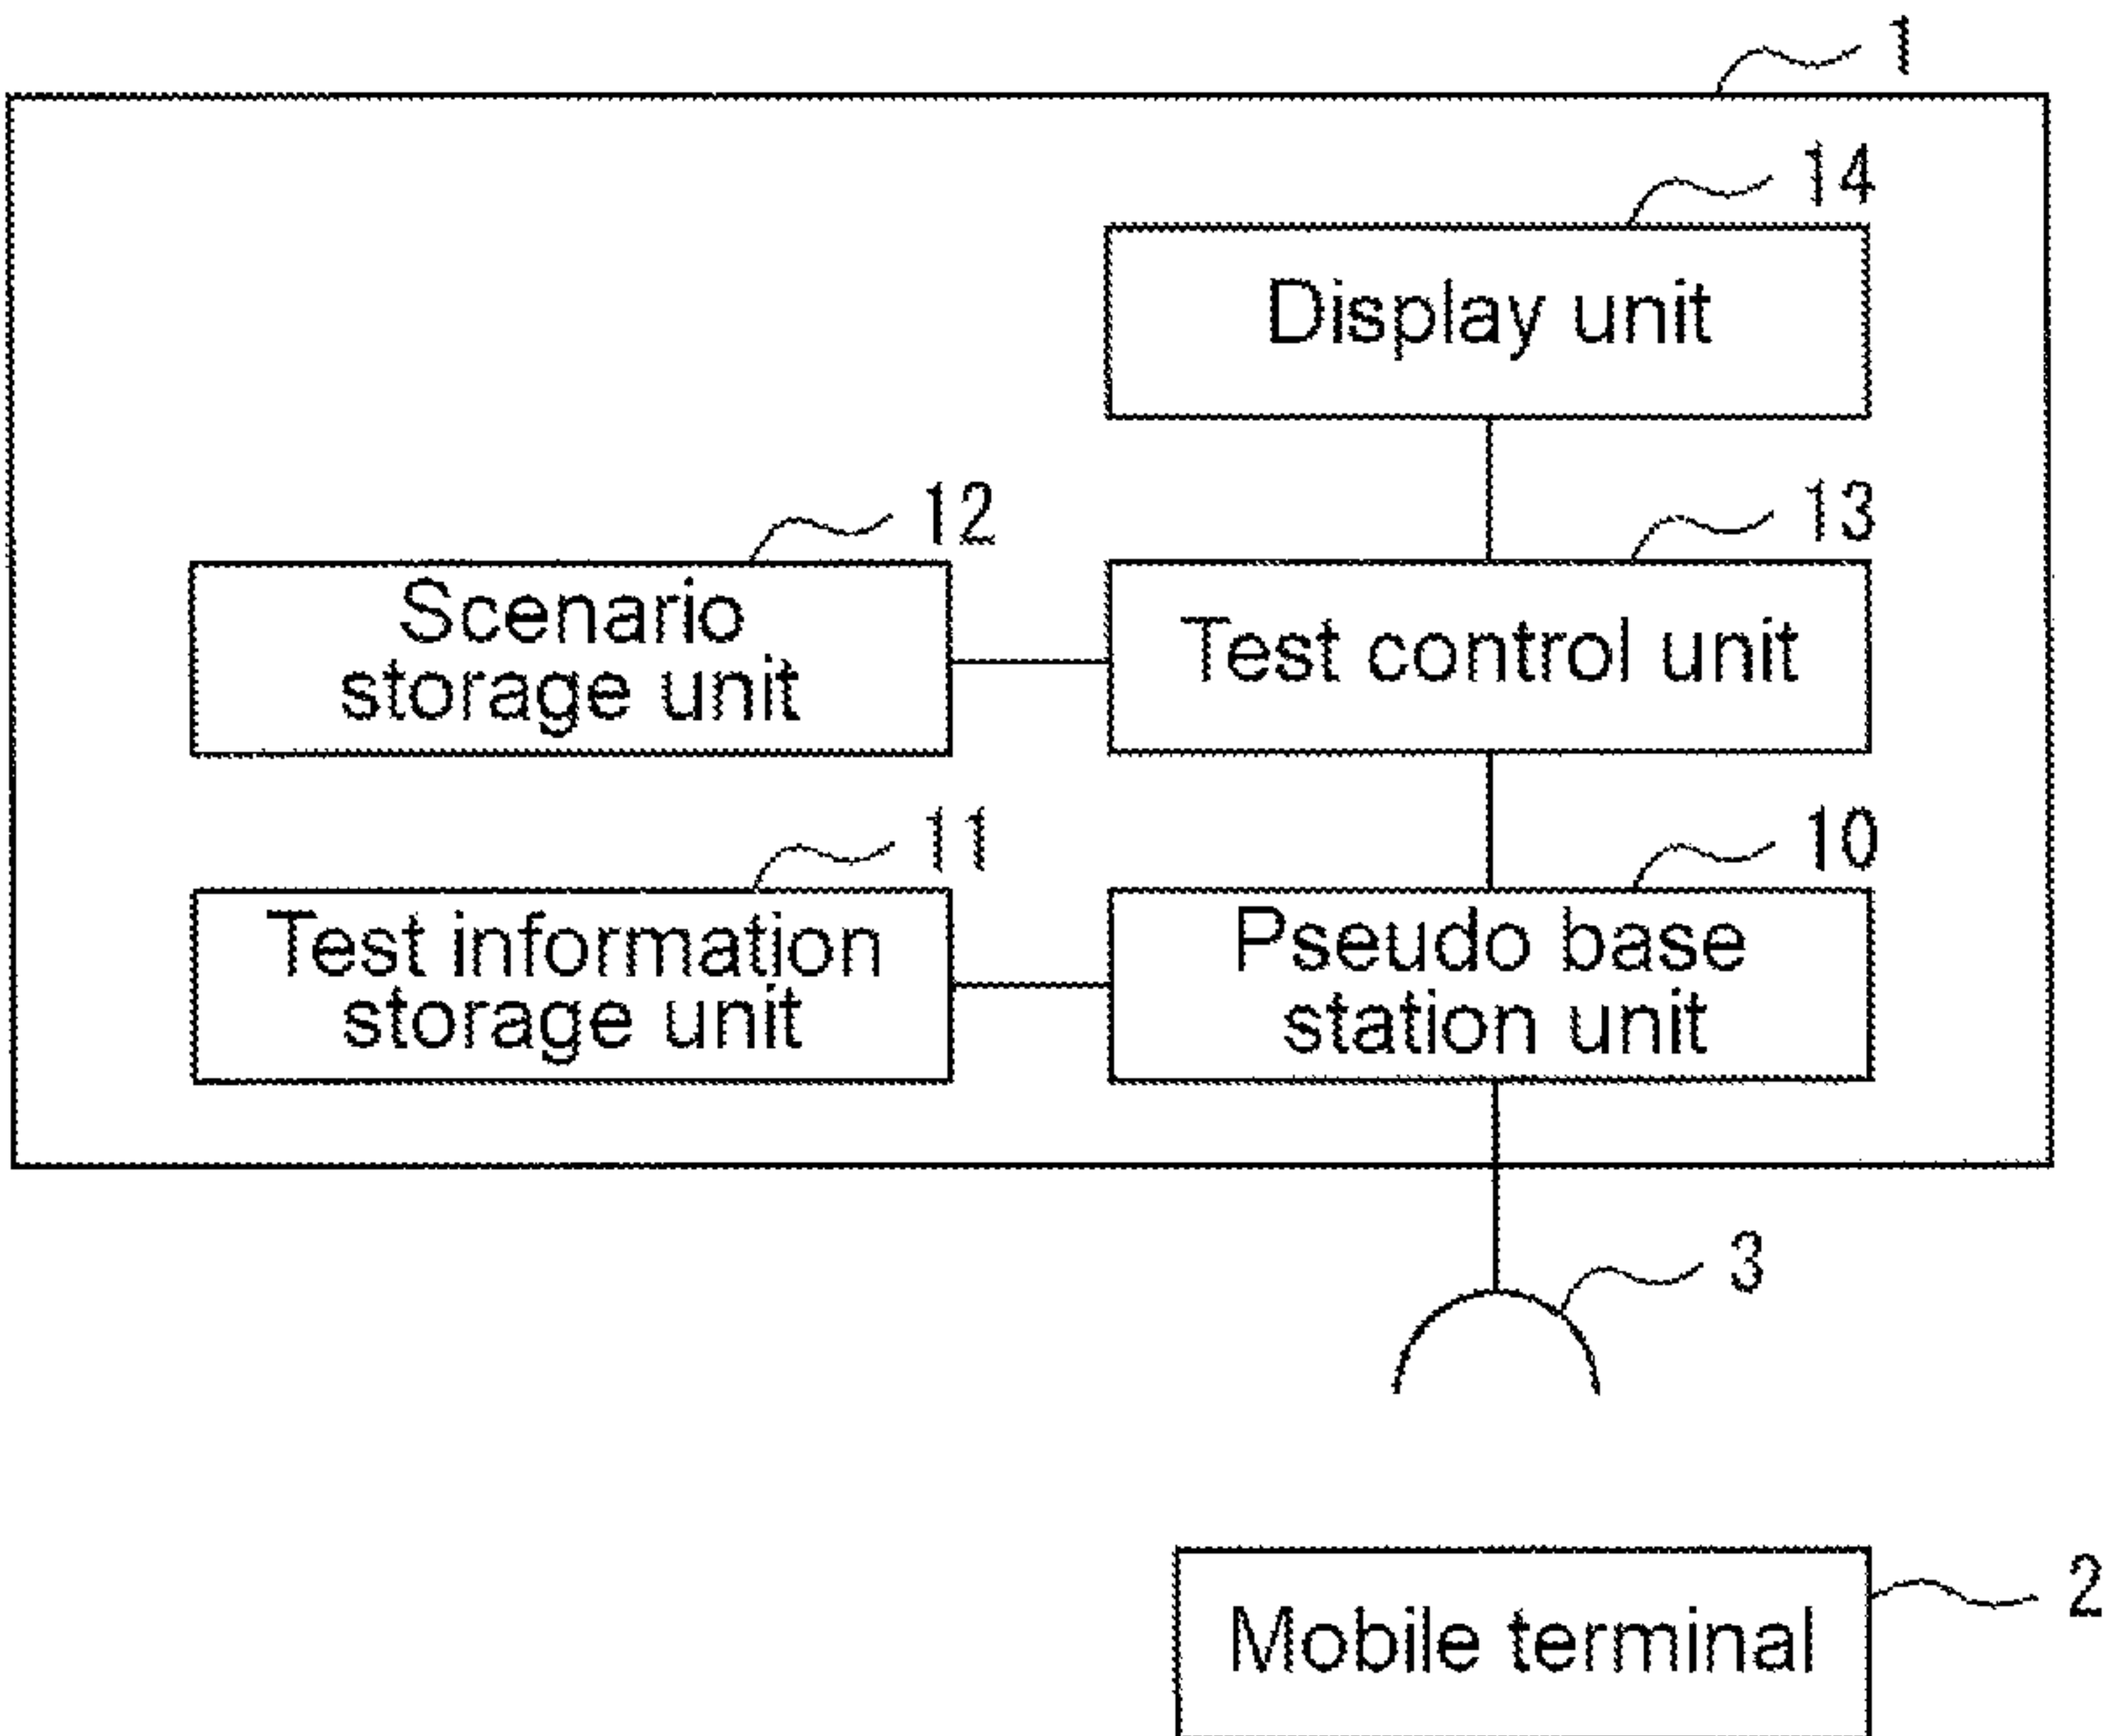 1
14
Display unit
12
13
Scenario
storage unit
Test control unit
11
10
Test information
storage unit
Pseudo base
station unit
3
2
Mobile terminal